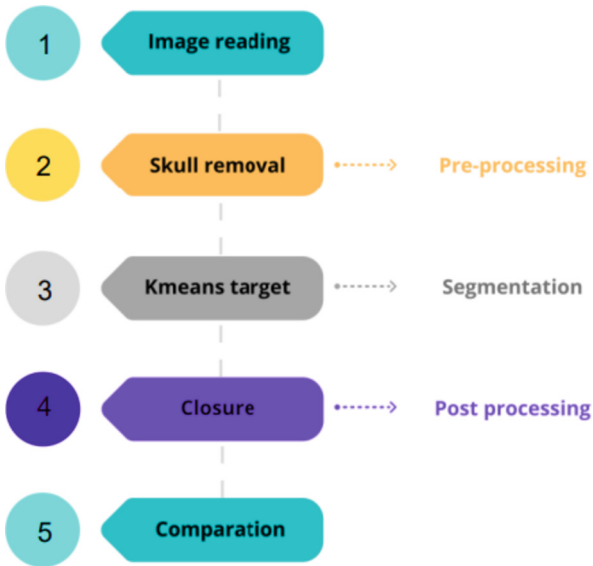 1 Image reading
2 Skull removal Pre-processing
3 Kmeans target Segmentation
4 Closure Post processing
5 Comparation